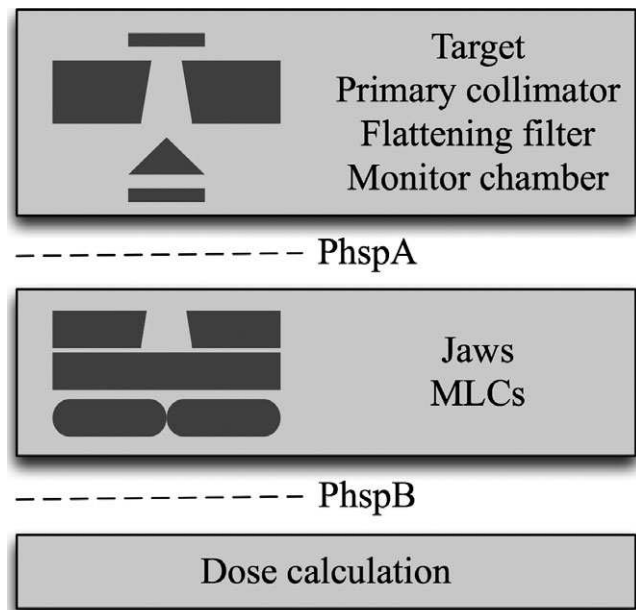 Target
Primary collimator
Flattening filter
Monitor chamber
PhspA
Jaws
MLCs
PhspB
Dose calculation